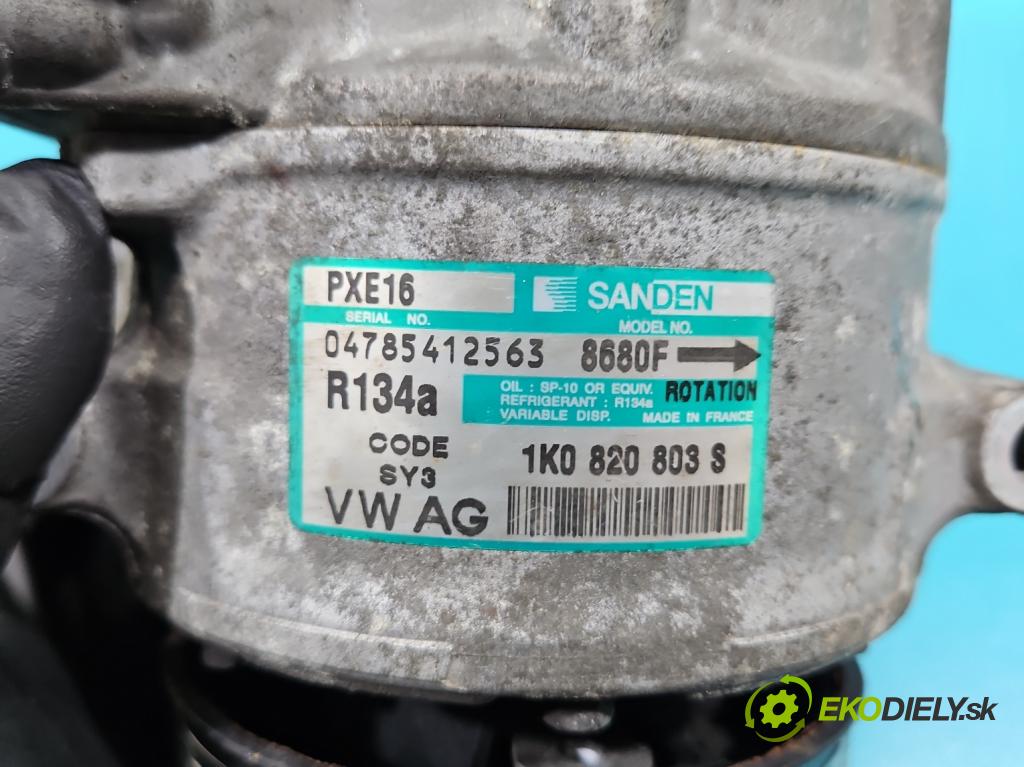 PXE16 SANDEN
SERIAL NO. MODEL NO.
04785412563 8680F
R134a OIL : SP-10 OR EQUIV. ROTATION
REFRIGERANT : R134a
VARIABLE DISP. MADE IN FRANCE
CODE 1K0 820 803 S
SY3
VW AG
EKODIELY.sk